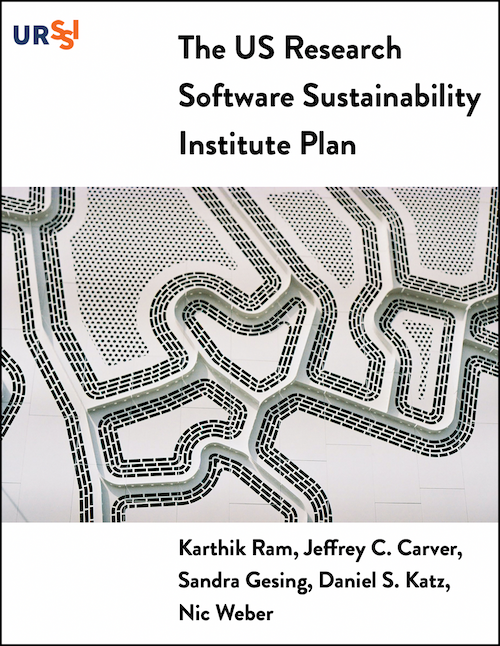 URSSI
The US Research
Software Sustainability
Institute Plan
Karthik Ram, Jeffrey C. Carver,
Sandra Gesing, Daniel S. Katz,
Nic Weber